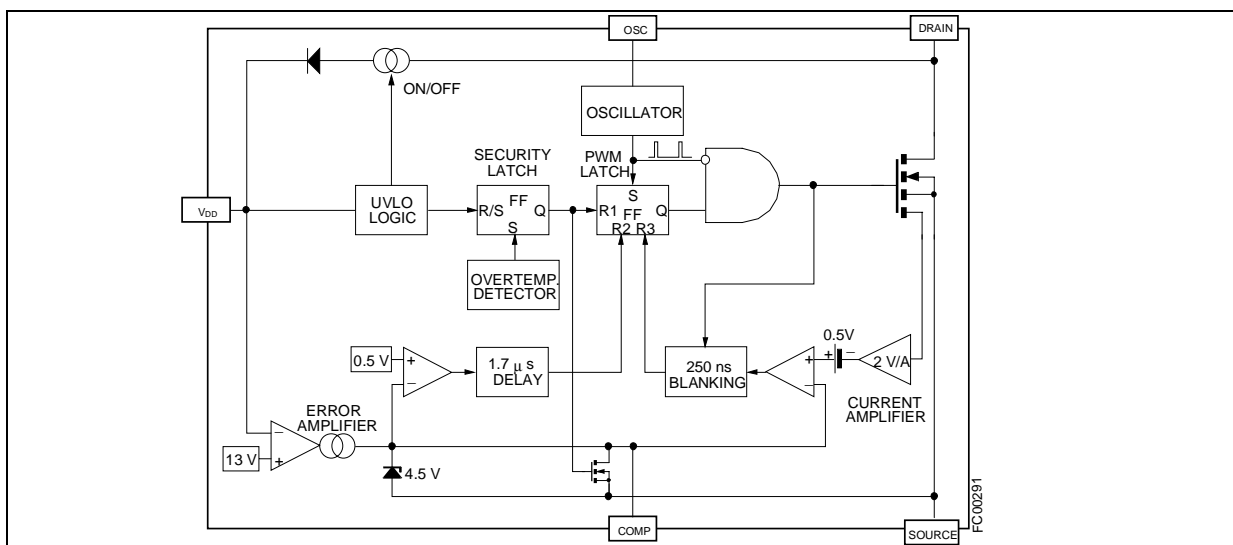 OSC
DRAIN
ON/OFF
OSCILLATOR
SECURITY
LATCH
PWM
LATCH
VDD
UVLO
LOGIC
R/S
FF
Q
S
S
R1
FF
Q
R2
R3
OVERTEMP.
DETECTOR
0.5 V
+
−
1.7 μs
DELAY
250 ns
BLANKING
+
−
0.5V
+
−
2 V/A
CURRENT
AMPLIFIER
ERROR
AMPLIFIER
−
+
13 V
4.5 V
COMP
SOURCE
FC00291